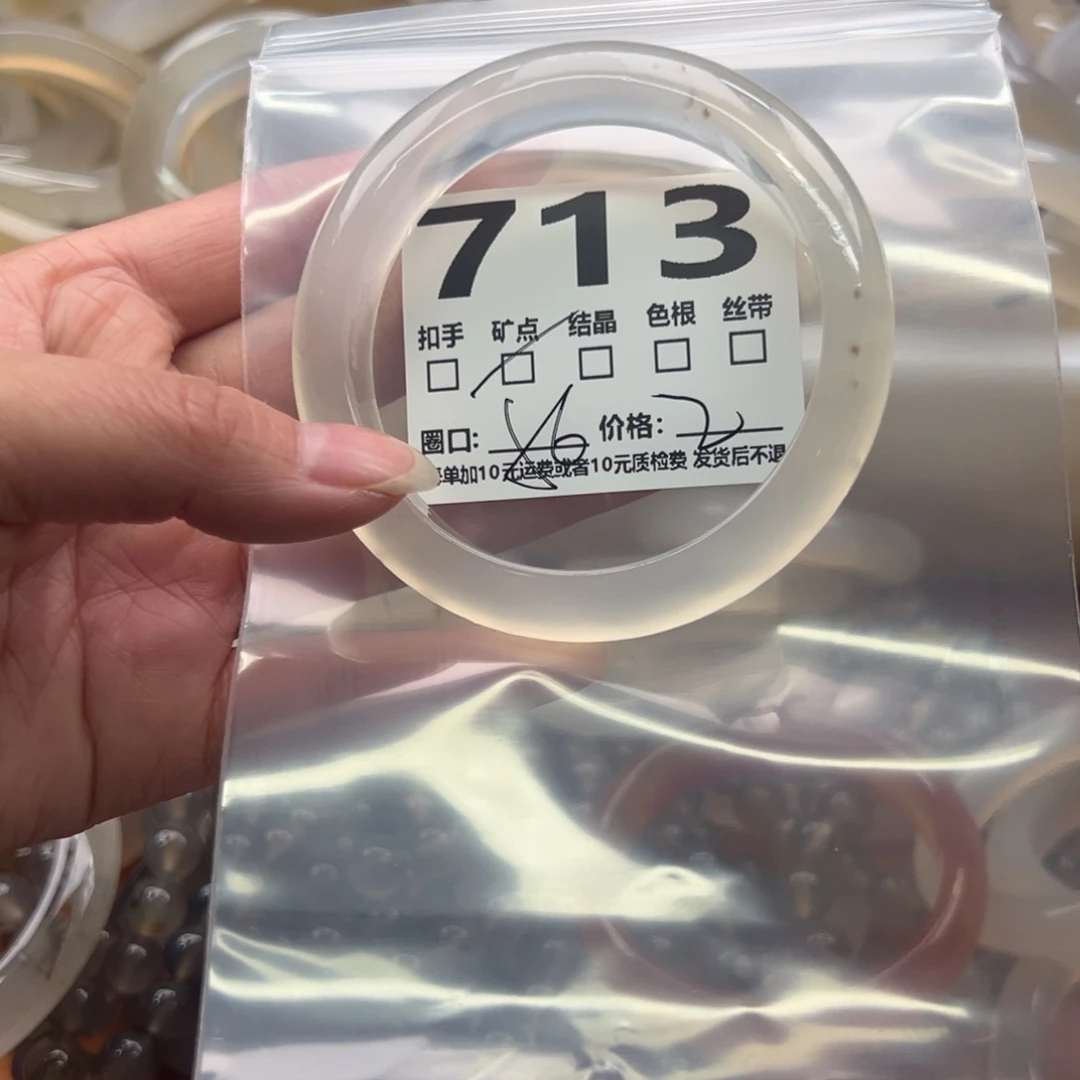 713
扣手 矿点 结晶 色根 丝带
圈口: 价格:
单加10元运费或者10元质检费 发货后不退